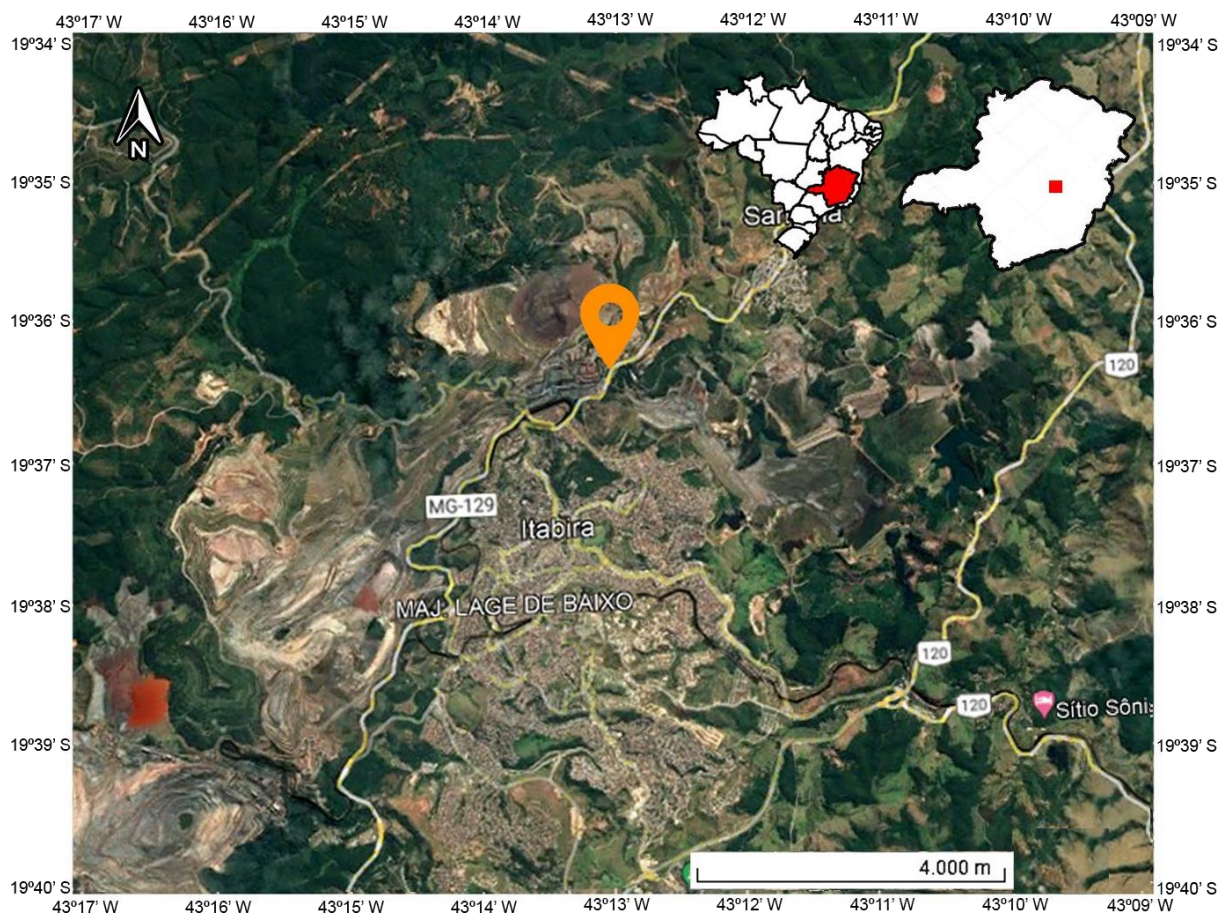 43º17’ W 43º16’ W 43º15’ W 43º14’ W 43º13’ W 43º12’ W 43º11’ W 43º10’ W 43º09’ W
19º34’ S 19º34’ S
N
19º35’ S 19º35’ S
19º36’ S 19º36’ S
120
19º37’ S 19º37’ S
MG-129
Itabira
19º38’ S 19º38’ S
MAJ. LAGE DE BAIXO
120
120
Sítio Sôni
19º39’ S 19º39’ S
4.000 m
19º40’ S 19º40’ S
43º17’ W 43º16’ W 43º15’ W 43º14’ W 43º13’ W 43º12’ W 43º11’ W 43º10’ W 43º09’ W